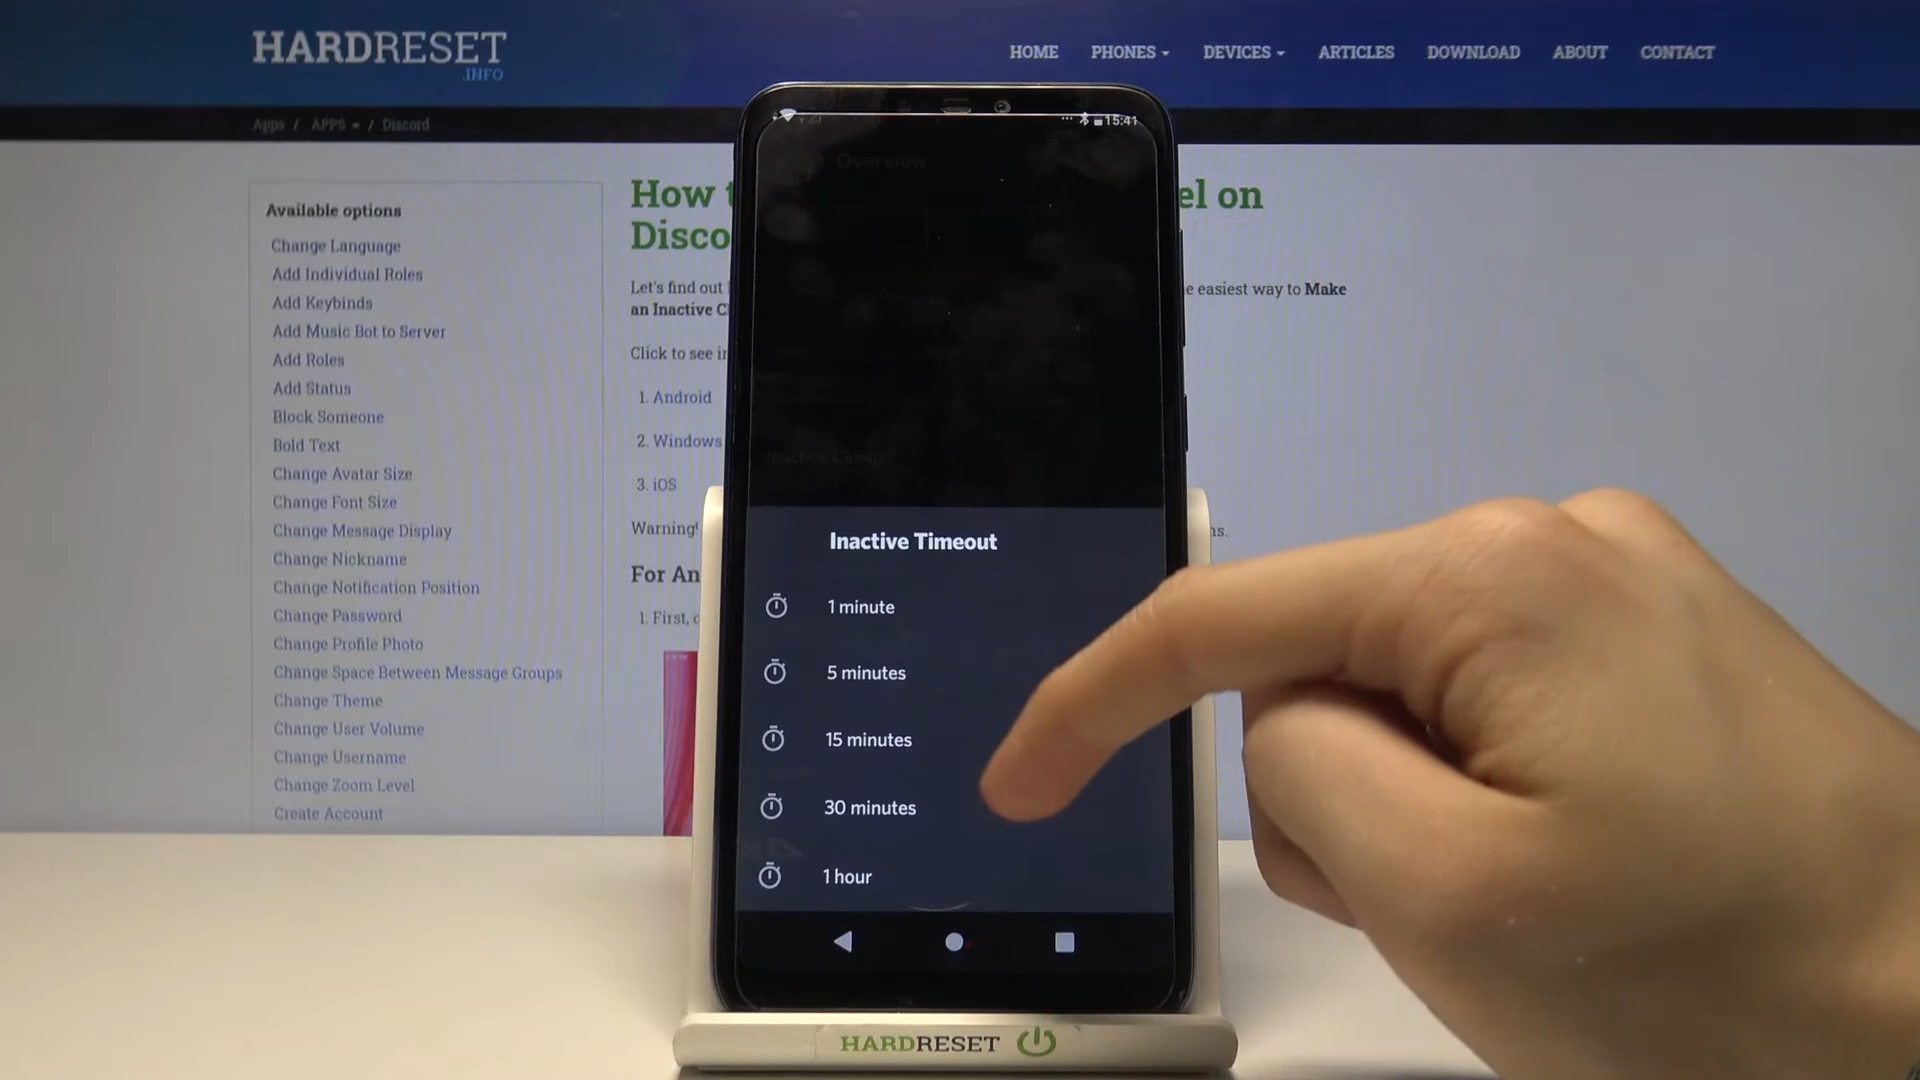 HARDRESET
.INFO
HOME PHONES DEVICES ARTICLES DOWNLOAD ABOUT CONTACT
Apps / APPS / Discord
Available options
Change Language
Add Individual Roles
Add Keybinds
Add Music Bot to Server
Add Roles
Add Status
Block Someone
Bold Text
Change Avatar Size
Change Font Size
Change Message Display
Change Nickname
Change Notification Position
Change Password
Change Profile Photo
Change Space Between Message Groups
Change Theme
Change User Volume
Change Username
Change Zoom Level
Create Account
How t el on
Disco
Let's find out e easiest way to Make
an Inactive C
Click to see in
1. Android
2. Windows
3. iOS
Warning! ns.
For An
1. First, c
15:41
Overview
Inactive Channel
Inactive Timeout
1 minute
5 minutes
15 minutes
30 minutes
1 hour
HARDRESET